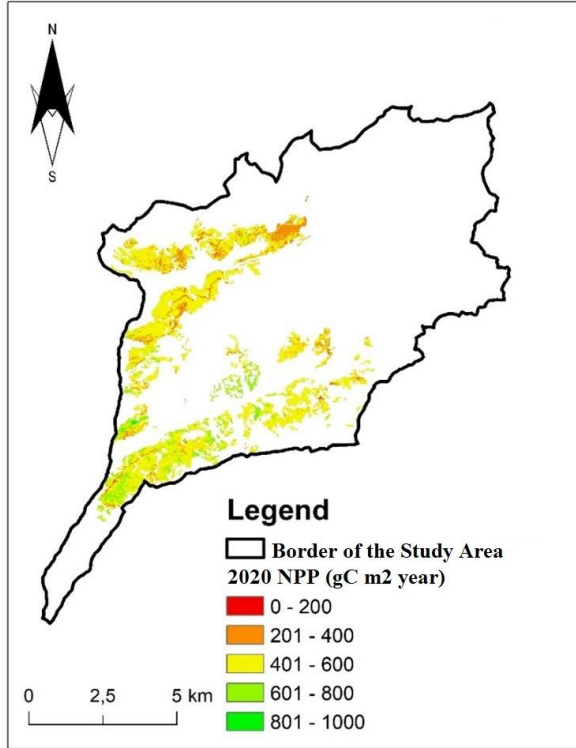 N
S
Legend
Border of the Study Area
2020 NPP (gC m2 year)
0 - 200
201 - 400
401 - 600
601 - 800
801 - 1000
0 2,5 5 km